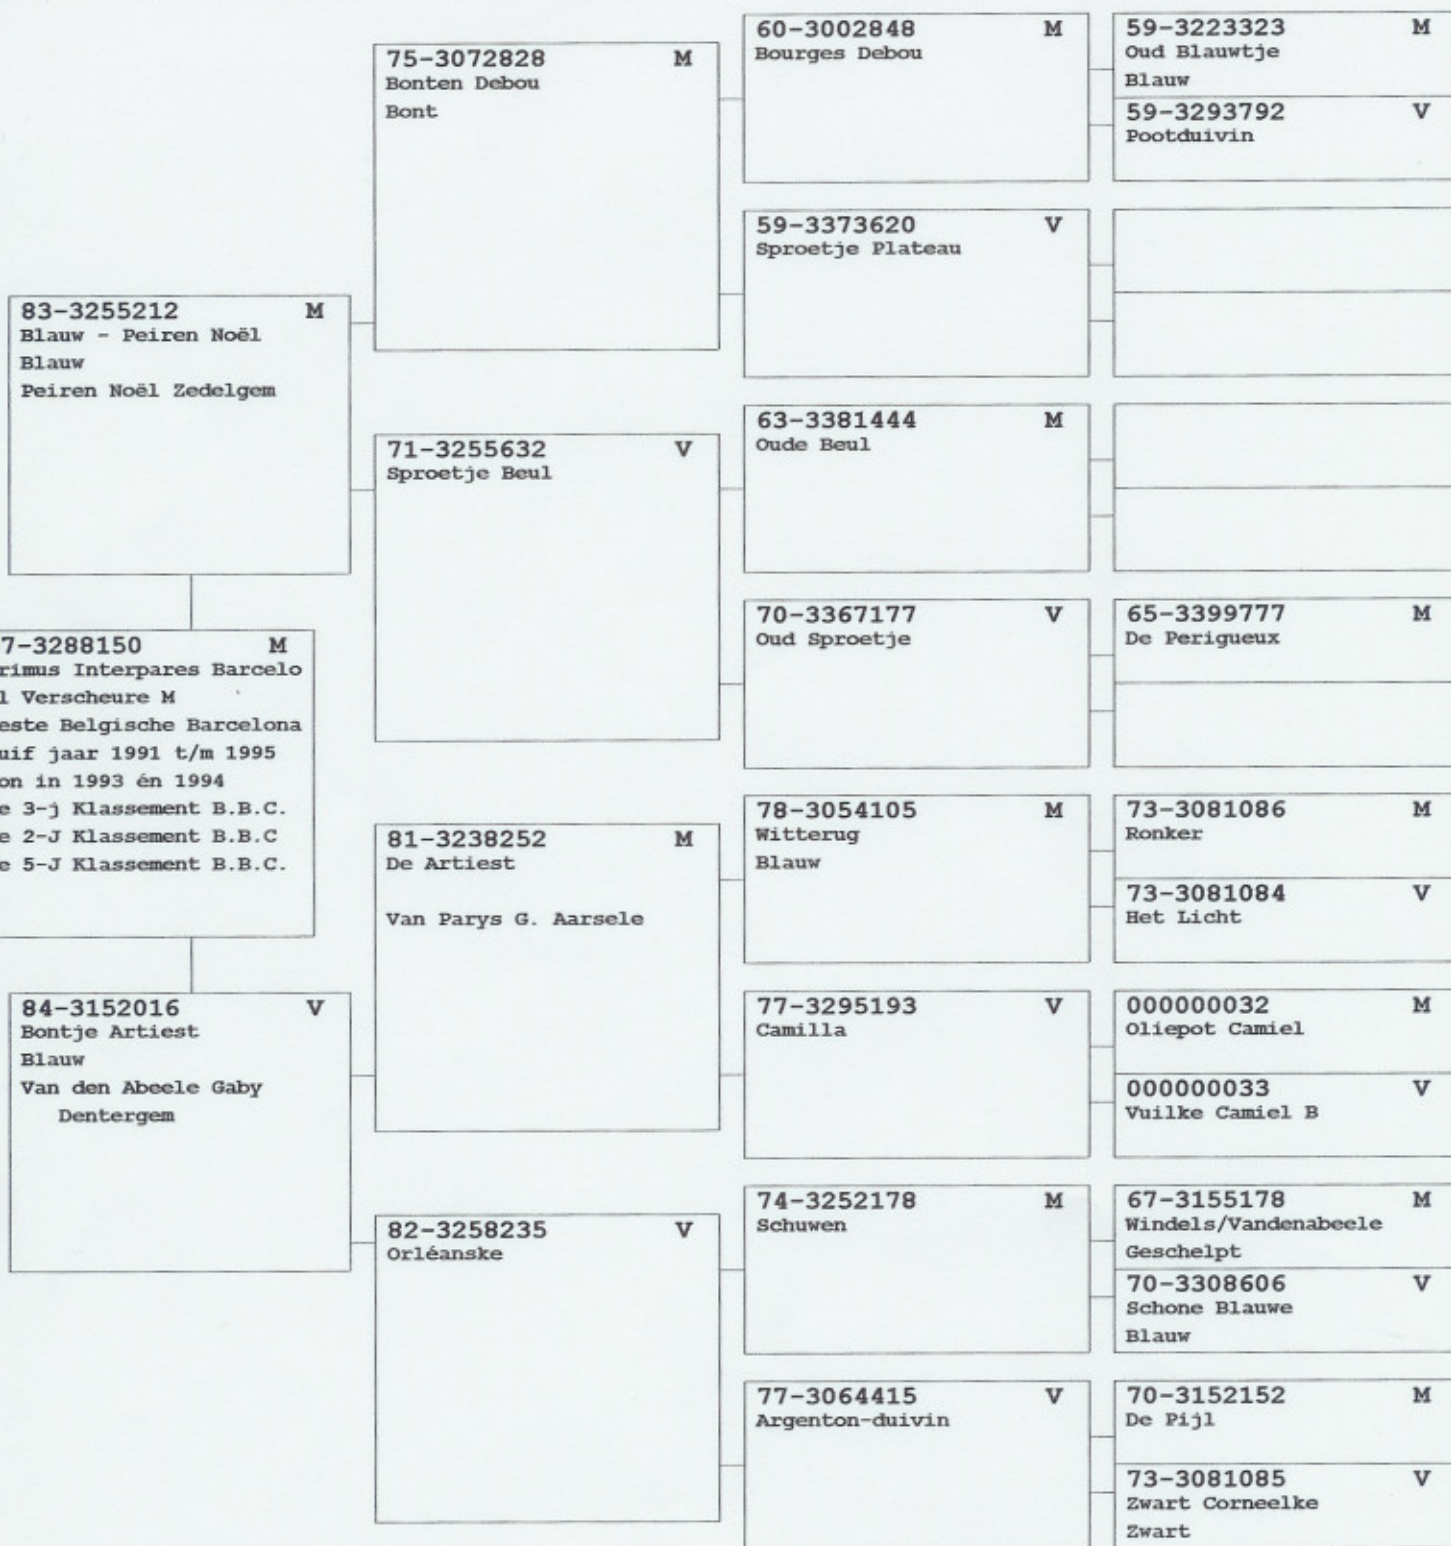 83-3255212 M
Blauw - Peiren Noël
Blauw
Peiren Noël Zedelgem
7-3288150 M
rimus Interpares Barcelo
l Verscheure M
este Belgische Barcelona
uif jaar 1991 t/m 1995
on in 1993 én 1994
e 3-j Klassement B.B.C.
e 2-J Klassement B.B.C
e 5-J Klassement B.B.C.
84-3152016 V
Bontje Artiest
Blauw
Van den Abeele Gaby
Dentergem
75-3072828 M
Bonten Debou
Bont
71-3255632 V
Sproetje Beul
81-3238252 M
De Artiest
Van Parys G. Aarsele
82-3258235 V
Orléanske
60-3002848 M
Bourges Debou
59-3373620 V
Sproetje Plateau
63-3381444 M
Oude Beul
70-3367177 V
Oud Sproetje
78-3054105 M
Witterug
Blauw
77-3295193 V
Camilla
74-3252178 M
Schuwen
77-3064415 V
Argenton-duivin
59-3223323 M
Oud Blauwtje
Blauw
59-3293792 V
Pootduivin
65-3399777 M
De Perigueux
73-3081086 M
Ronker
73-3081084 V
Het Licht
000000032 M
Oliepot Camiel
000000033 V
Vuilke Camiel B
67-3155178 M
Windels/Vandenabeele
Geschelpt
70-3308606 V
Schone Blauwe
Blauw
70-3152152 M
De Pijl
73-3081085 V
Zwart Corneelke
Zwart